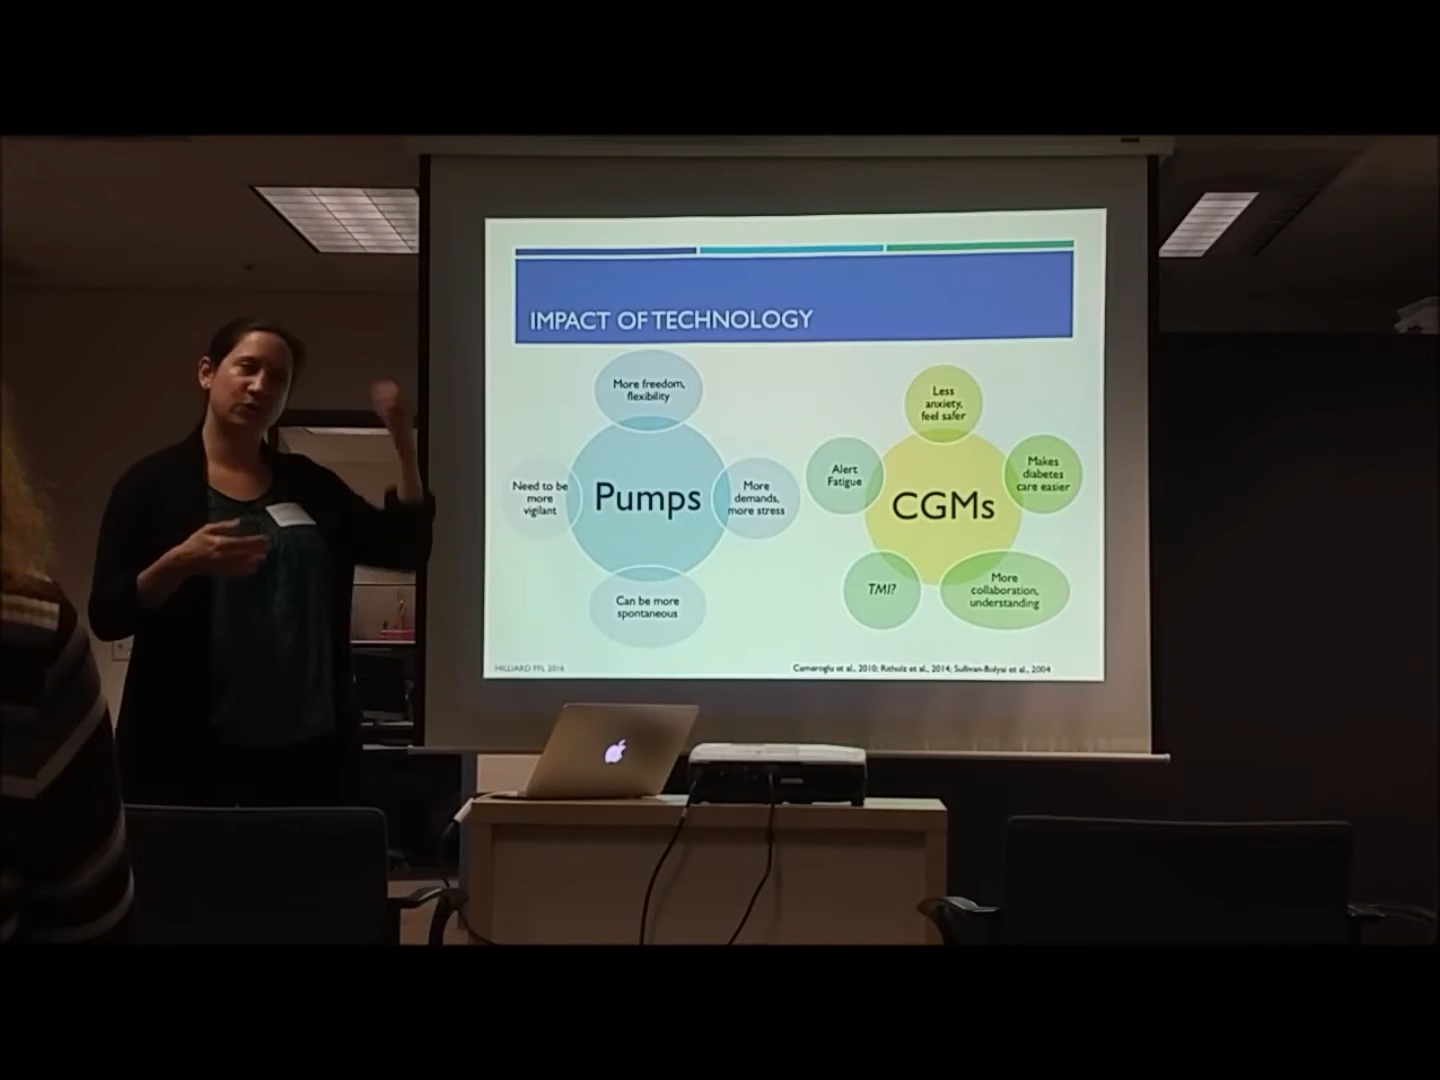 IMPACT OF TECHNOLOGY
More freedom,
flexibility
Need to be
more
vigilant
Pumps
More
demands,
more stress
Can be more
spontaneous
Less
anxiety,
feel safer
Alert
Fatigue
CGMs
Makes
diabetes
care easier
TMI?
More
collaboration,
understanding
HILLIARD FFL 2016
et al., 2010; Ritholz et al., 2014; Sullivan-Bolyai et al., 2004